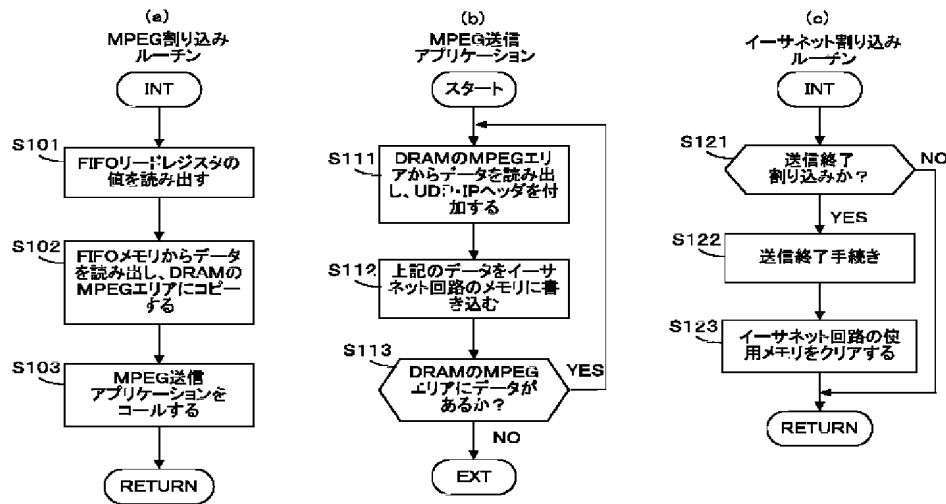 (a)
MPEG割り込み
ルーチン
INT
S101
FIFOリードレジスタの
値を読み出す
S102
FIFOメモリからデータ
を読み出し、DRAMの
MPEGエリアにコピー
する
S103
MPEG送信
アプリケーションを
コールする
RETURN
(b)
MPEG送信
アプリケーション
スタート
S111
DRAMのMPEGエリ
アからデータを読み出
し、UDP・IPヘッダを付
加する
S112
上記のデータをイーサ
ネット回路のメモリに書
き込む
S113
DRAMのMPEG
エリアにデータが
あるか？
YES
NO
EXT
(c)
イーサネット割り込み
ルーチン
INT
S121
送信終了
割り込みか？
NO
YES
S122
送信終了手続き
S123
イーサネット回路の使
用メモリをクリアする
RETURN